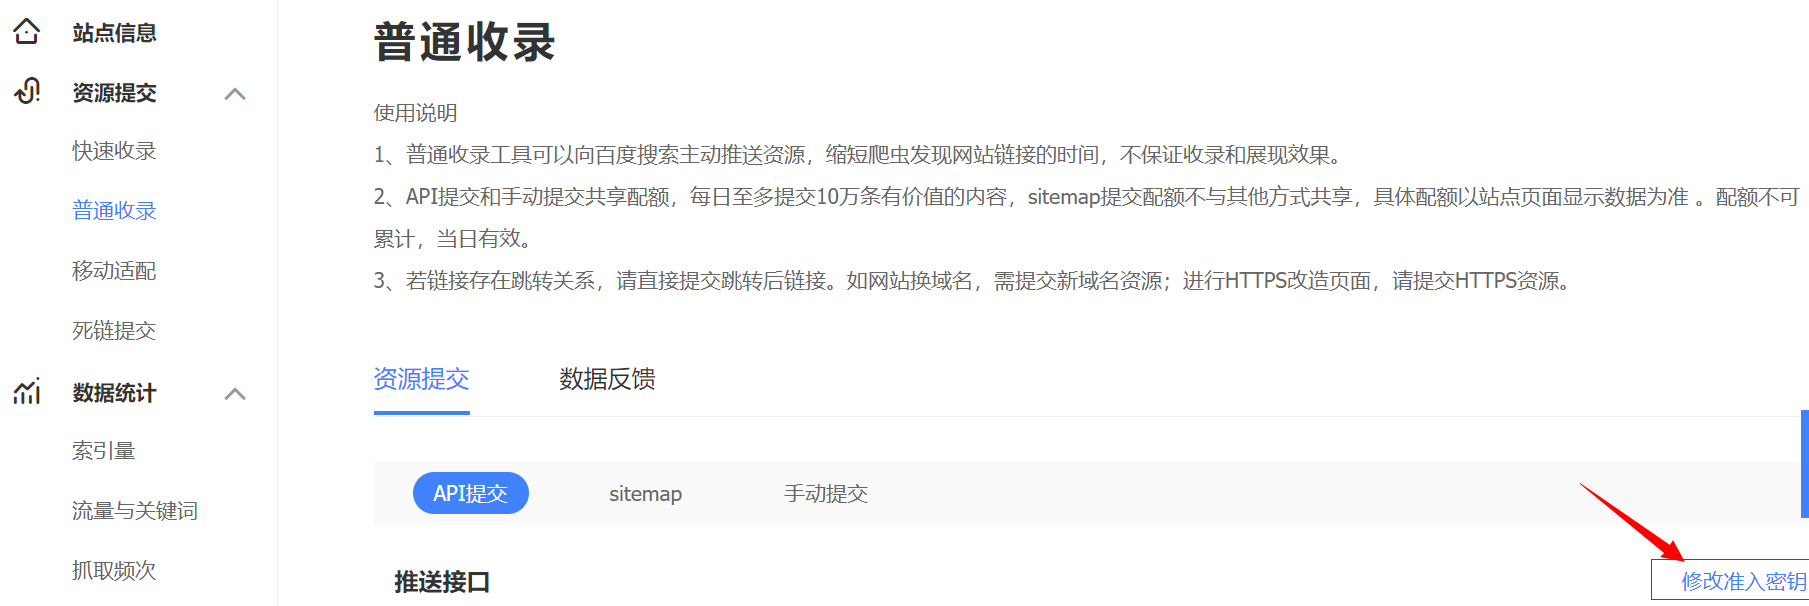 站点信息
资源提交
快速收录
普通收录
移动适配
死链提交
数据统计
索引量
流量与关键词
抓取频次
普通收录
使用说明
1、普通收录工具可以向百度搜索主动推送资源，缩短爬虫发现网站链接的时间，不保证收录和展现效果。
2、API提交和手动提交共享配额，每日至多提交10万条有价值的内容，sitemap提交配额不与其他方式共享，具体配额以站点页面显示数据为准 。配额不可
累计，当日有效。
3、若链接存在跳转关系，请直接提交跳转后链接。如网站换域名，需提交新域名资源；进行HTTPS改造页面，请提交HTTPS资源。
资源提交 数据反馈
API提交 sitemap 手动提交
推送接口 修改准入密钥